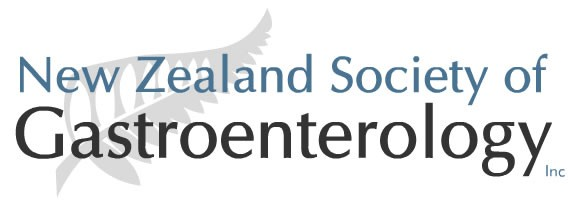 New Zealand Society of
Gastroenterology
Inc